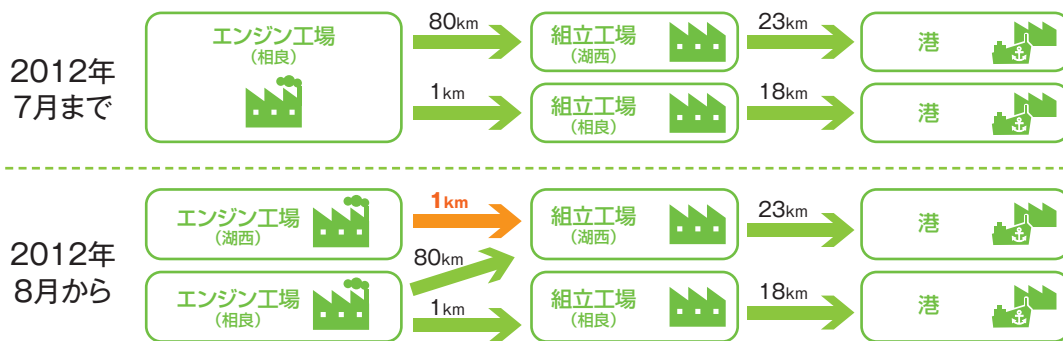 2012年
7月まで
エンジン工場
(相良)
80km
組立工場
(湖西)
23km
港
1km
組立工場
(相良)
18km
港
2012年
8月から
エンジン工場
(湖西)
1km
組立工場
(湖西)
23km
港
80km
エンジン工場
(相良)
1km
組立工場
(相良)
18km
港